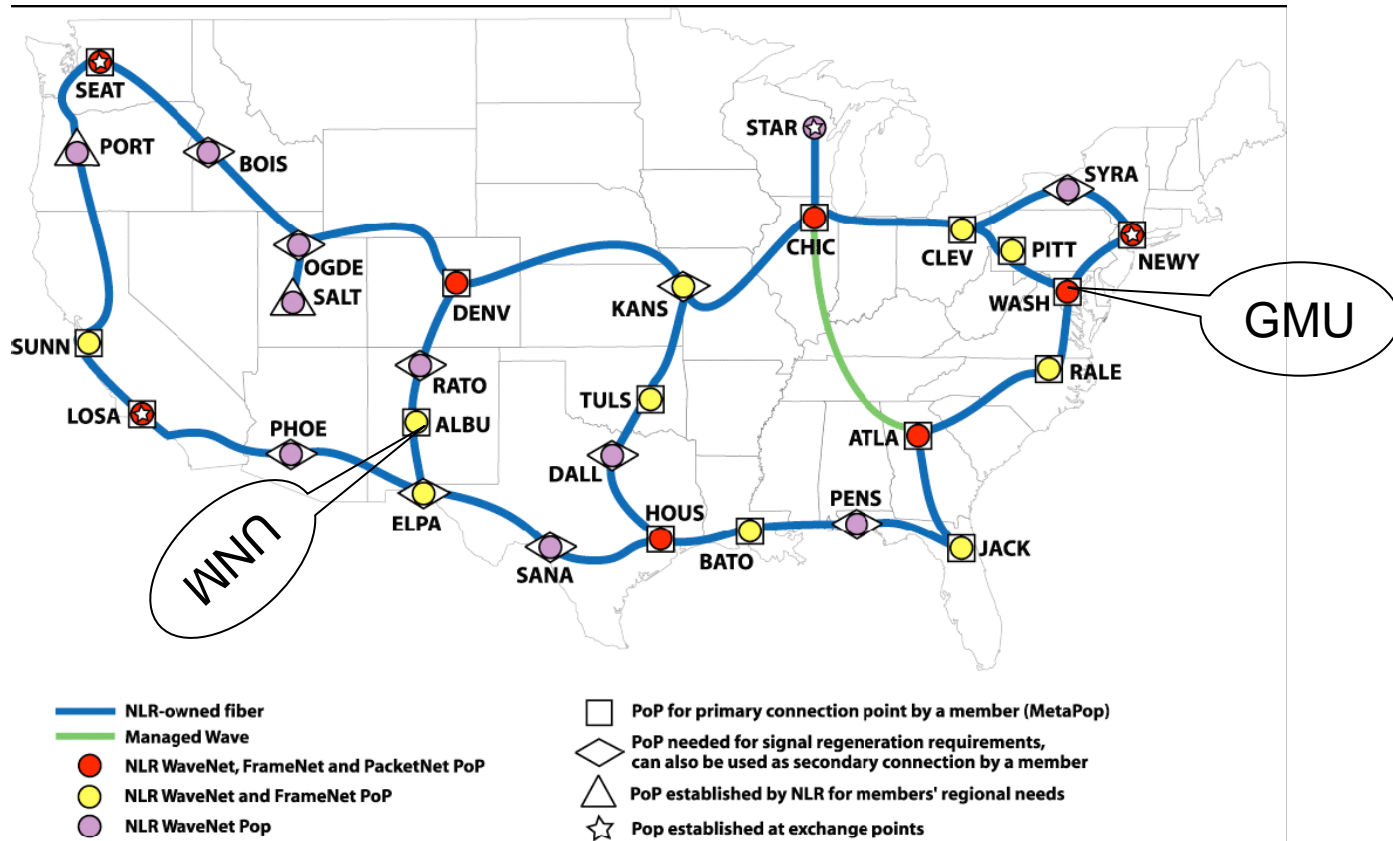 SEAT
PORT
BOIS
STAR
SYRA
OGDE
SALT
DENV
KANS
CHIC
CLEV
PITT
NEWY
WASH
GMU
SUNN
LOSA
PHOE
RATO
ALBU
TULS
RALE
ATLA
DALL
UNM
ELPA
SANA
HOUS
BATO
PENS
JACK
NLR-owned fiber
Managed Wave
NLR WaveNet, FrameNet and PacketNet PoP
NLR WaveNet and FrameNet PoP
NLR WaveNet Pop
PoP for primary connection point by a member (MetaPop)
PoP needed for signal regeneration requirements,
can also be used as secondary connection by a member
PoP established by NLR for members' regional needs
Pop established at exchange points